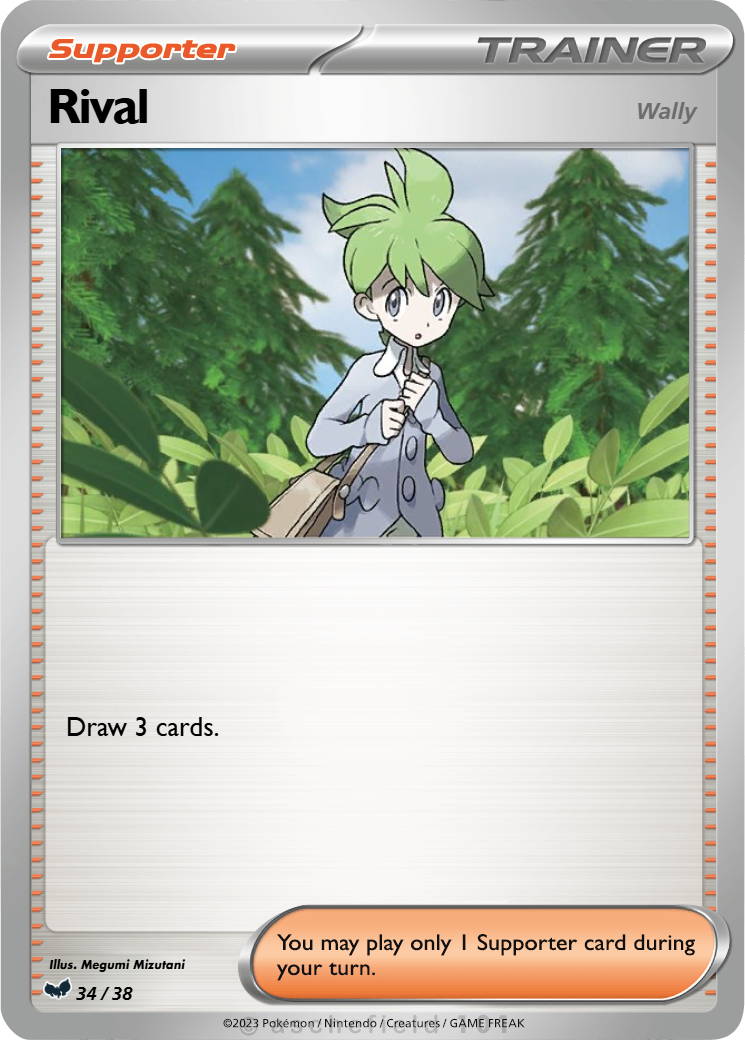 Supporter
TRAINER
Rival
Wally
Draw 3 cards.
You may play only 1 Supporter card during
your turn.
Illus. Megumi Mizutani
34 / 38
©2023 Pokémon / Nintendo / Creatures / GAME FREAK